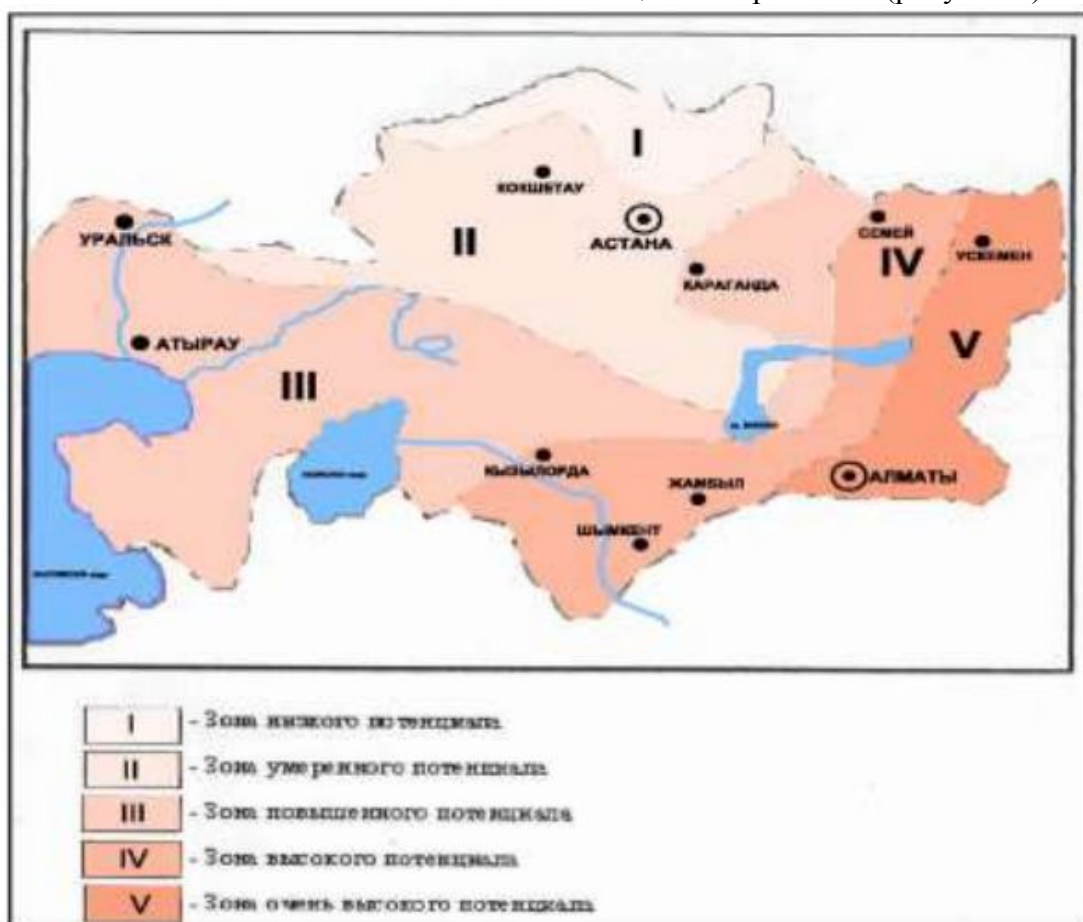 I
КОКШЕТАУ
УРАЛЬСК
II
АСТАНА
СЕМЕЙ
IV
УСКЕМЕН
КАРАГАНДА
АТЫРАУ
V
III
КЫЗЫЛОРДА
ЖАМБЫЛ
АЛМАТЫ
ШЫМКЕНТ
I - Зона низкого потенциала
II - Зона умеренного потенциала
III - Зона повышенного потенциала
IV - Зона высокого потенциала
V - Зона очень высокого потенциала